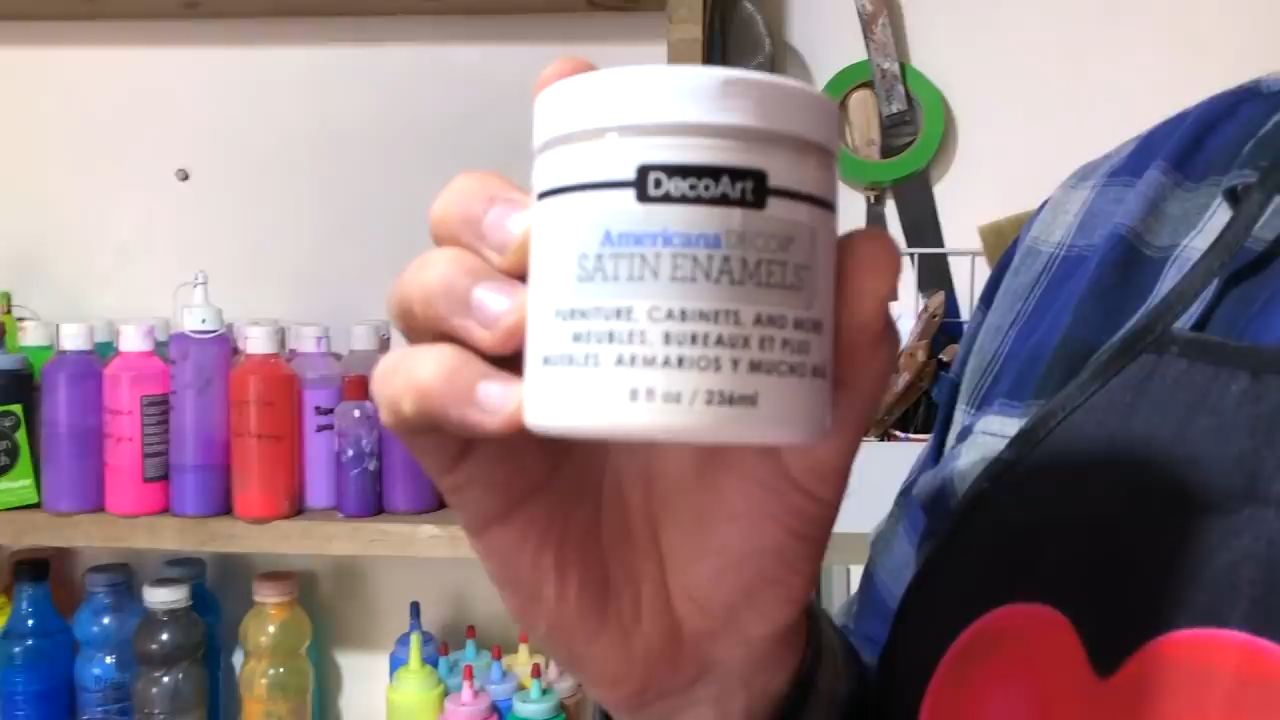 DecoArt
Americana DECOR
SATIN ENAMELS
FURNITURE, CABINETS, AND MORE
MEUBLES, BUREAUX ET PLUS
MUEBLES, ARMARIOS Y MUCHO MÁS
8 fl oz / 236ml